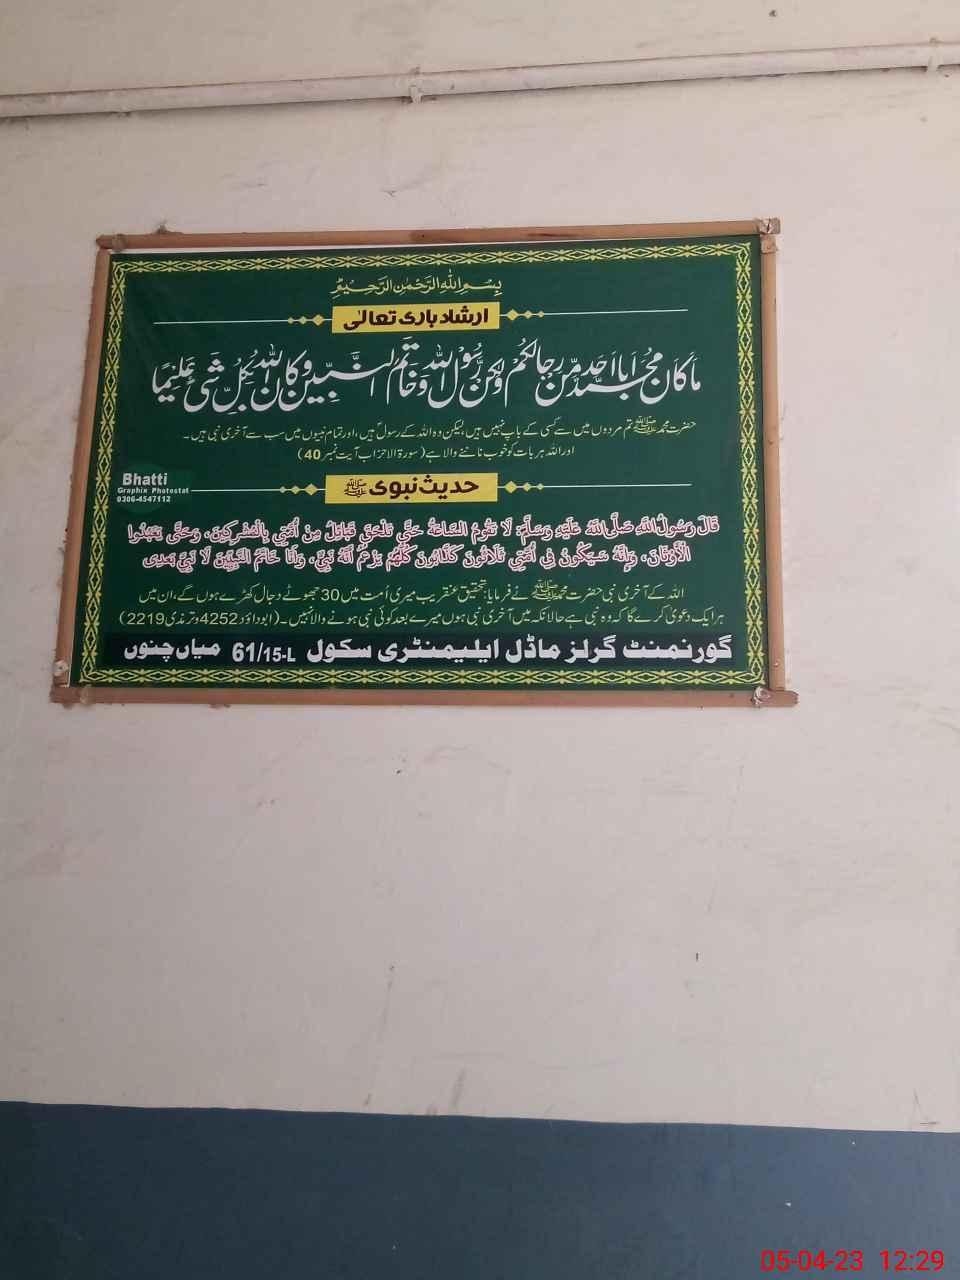 بِسْمِ اللهِ الرَّحْمٰنِ الرَّحِيْمِ
ارشاد باری تعالیٰ
مَا كَانَ مُحَمَّدٌ اَبَا اَحَدٍ مِّنْ رِّجَالِكُمْ وَلٰكِنْ رَّسُوْلَ اللهِ وَخَاتَمَ النَّبِيّٖنَ وَكَانَ اللهُ بِكُلِّ شَيْءٍ عَلِيْمًا
حضرت محمد ﷺ تم مردوں میں سے کسی کے باپ نہیں ہیں، لیکن وہ اللہ کے رسول ہیں، اور تمام نبیوں میں سب سے آخری نبی ہیں۔
اور اللہ ہر بات کو خوب جاننے والا ہے (سورۃ الاحزاب آیت نمبر 40)
Bhatti
Graphix Photostat
0306-4547112
حدیث نبوی ﷺ
قَالَ رَسُولُ اللَّهِ صَلَّى اللَّهُ عَلَيْهِ وَسَلَّمَ: لَا تَقُومُ السَّاعَةُ حَتَّى تَلْحَقَ قَبَائِلُ مِنْ أُمَّتِي بِالْمُشْرِكِينَ، وَحَتَّى يَعْبُدُوا
الْأَوْثَانَ، وَإِنَّهُ سَيَكُونُ فِي أُمَّتِي ثَلَاثُونَ كَذَّابُونَ كُلُّهُمْ يَزْعُمُ أَنَّهُ نَبِيٌّ، وَأَنَا خَاتَمُ النَّبِيِّينَ لَا نَبِيَّ بَعْدِى
اللہ کے آخری نبی حضرت محمد ﷺ نے فرمایا: تحقیق عنقریب میری اُمت میں 30 جھوٹے دجال کھڑے ہوں گے، ان میں
ہر ایک دعویٰ کرے گا کہ وہ نبی ہے حالانکہ میں آخری نبی ہوں میرے بعد کوئی نبی ہونے والا نہیں۔ (ابوداؤد 4252 و ترمذی 2219)
گورنمنٹ گرلز ماڈل ایلیمنٹری سکول 61/15-L میاں چنوں
05-04-23 12:29